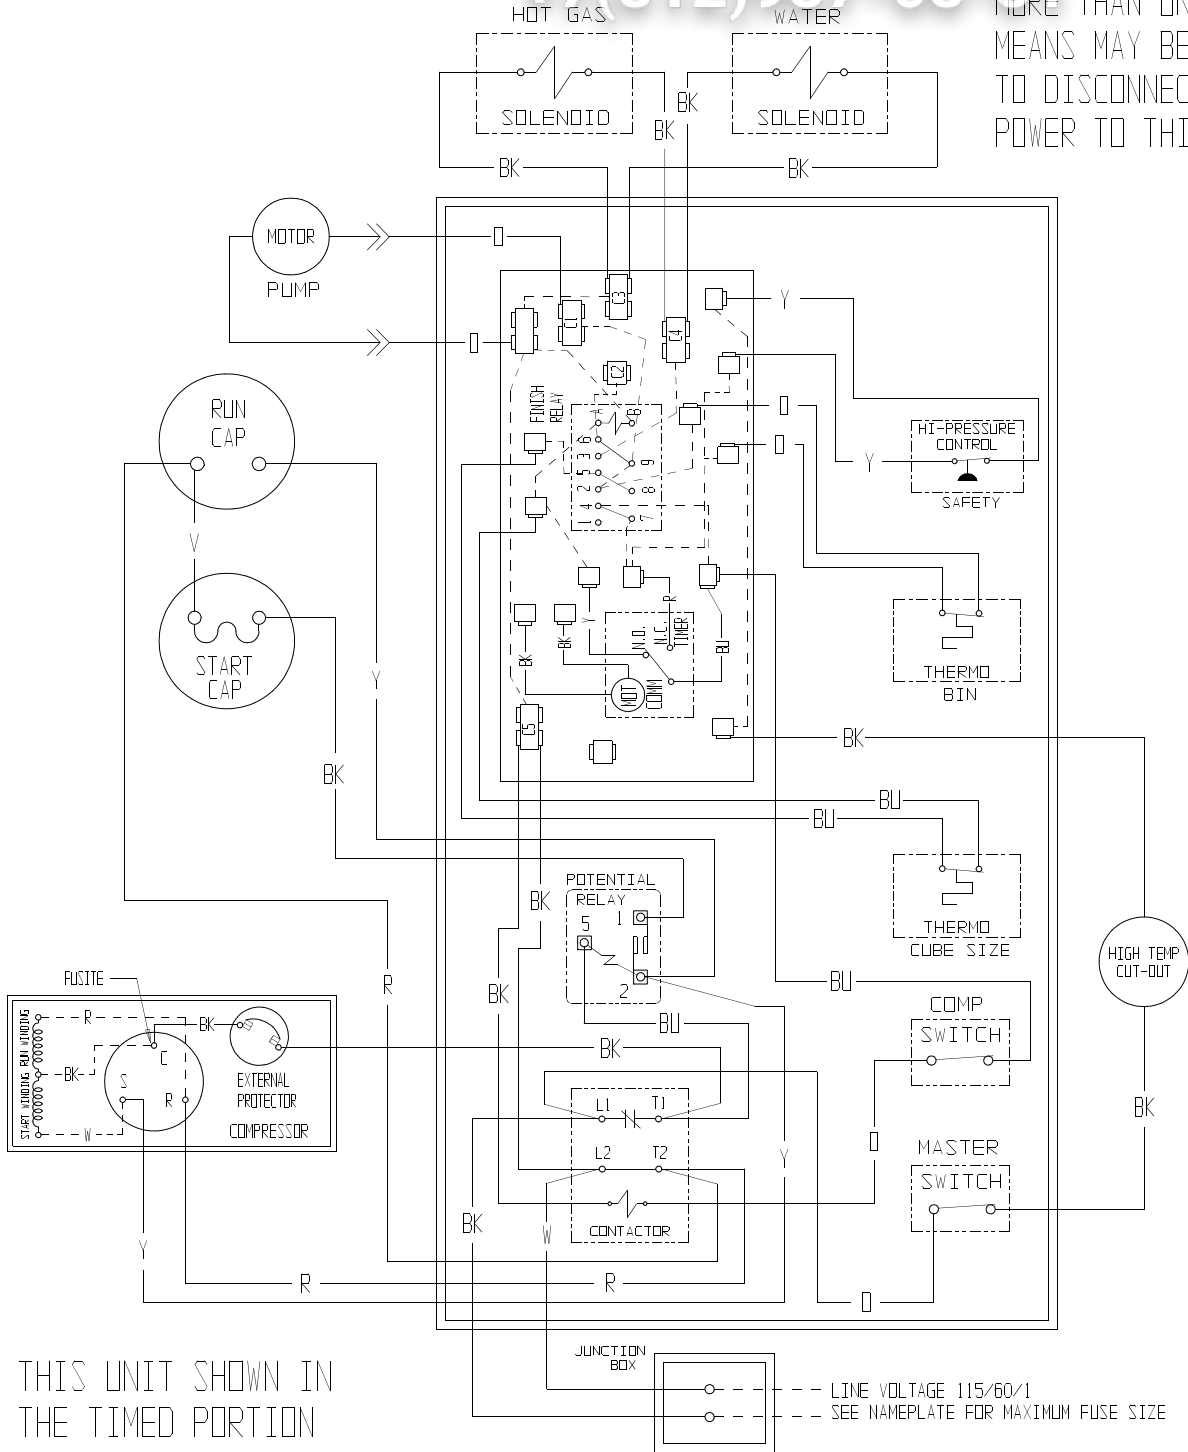 HOT GAS
WATER
MEANS MAY BE
TO DISCONNEC
POWER TO THI
SOLENOID
SOLENOID
BK
BK
BK
BK
MOTOR
PUMP
O
O
C3
C1
C4
C2
Y
FINISH
RELAY
A
B
6
3
5
2
4
1
9
8
7
O
O
HI-PRESSURE
CONTROL
Y
SAFETY
RUN
CAP
V
START
CAP
Y
BK
R
Y
BK
BK
N.O.
N.C.
TIMER
BU
MOT
COMM
C5
THERMO
BIN
BK
BU
BU
POTENTIAL
RELAY
5
1
2
BK
BK
THERMO
CUBE SIZE
HIGH TEMP
CUT-OUT
R
BU
COMP
SWITCH
FUSITE
START WINDING
RUN WINDING
R
BK
BK
W
C
S
R
EXTERNAL
PROTECTOR
COMPRESSOR
BU
BK
L1
T1
L2
T2
CONTACTOR
O
BK
MASTER
SWITCH
Y
BK
W
Y
R
R
O
JUNCTION
BOX
THIS UNIT SHOWN IN
THE TIMED PORTION
LINE VOLTAGE 115/60/1
SEE NAMEPLATE FOR MAXIMUM FUSE SIZE